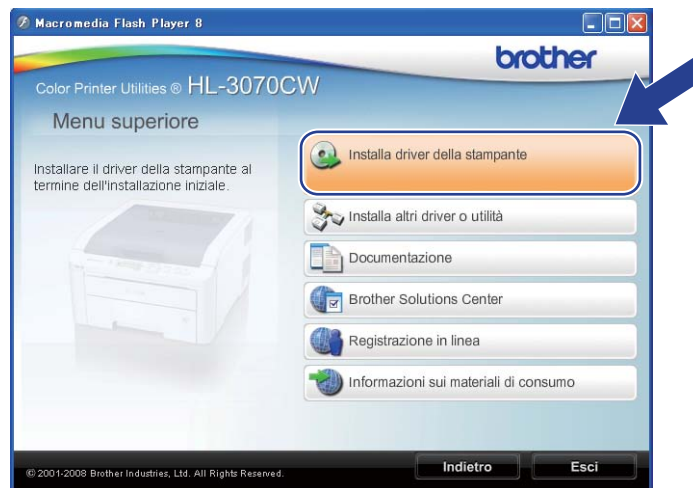 Macromedia Flash Player 8
brother
Color Printer Utilities ® HL-3070CW
Menu superiore
Installare il driver della stampante al
termine dell'installazione iniziale.
Installa driver della stampante
Installa altri driver o utilità
Documentazione
Brother Solutions Center
Registrazione in linea
Informazioni sui materiali di consumo
© 2001-2008 Brother Industries, Ltd. All Rights Reserved.
Indietro
Esci